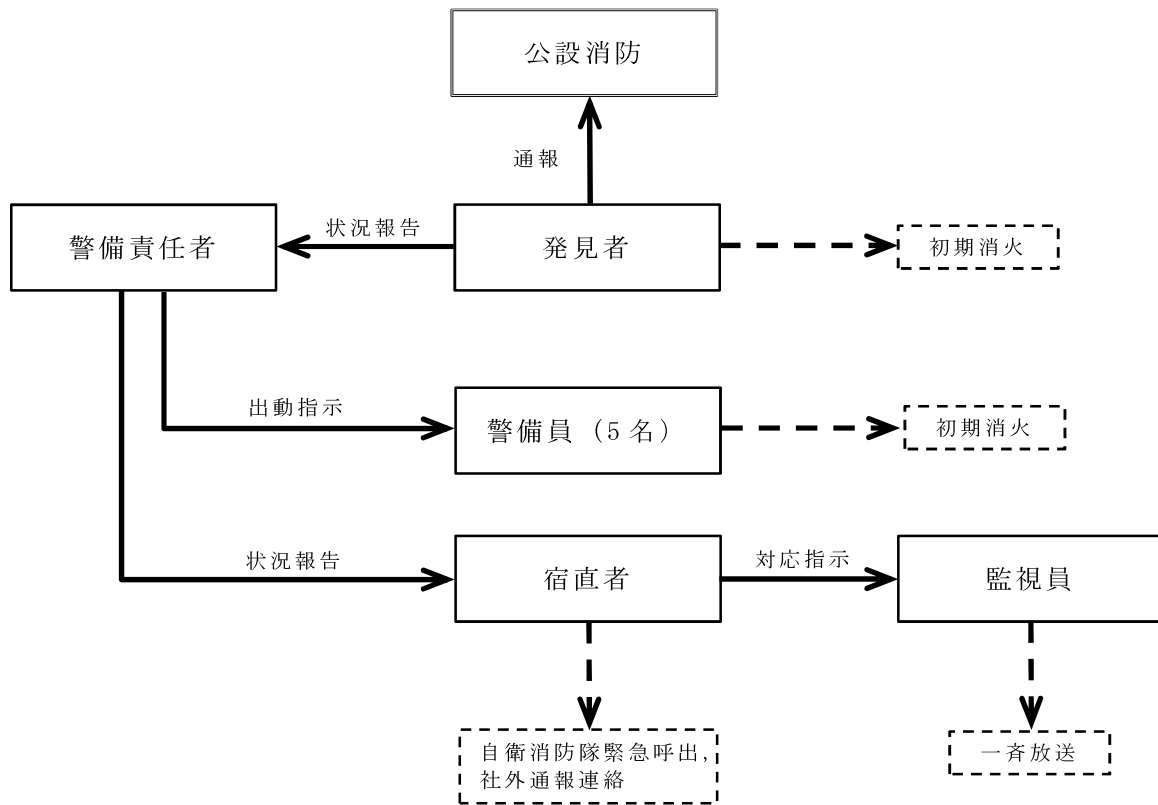 公設消防
通報
警備責任者
状況報告
発見者
初期消火
出動指示
警備員（5名）
初期消火
状況報告
宿直者
対応指示
監視員
自衛消防隊緊急呼出，
社外通報連絡
一斉放送